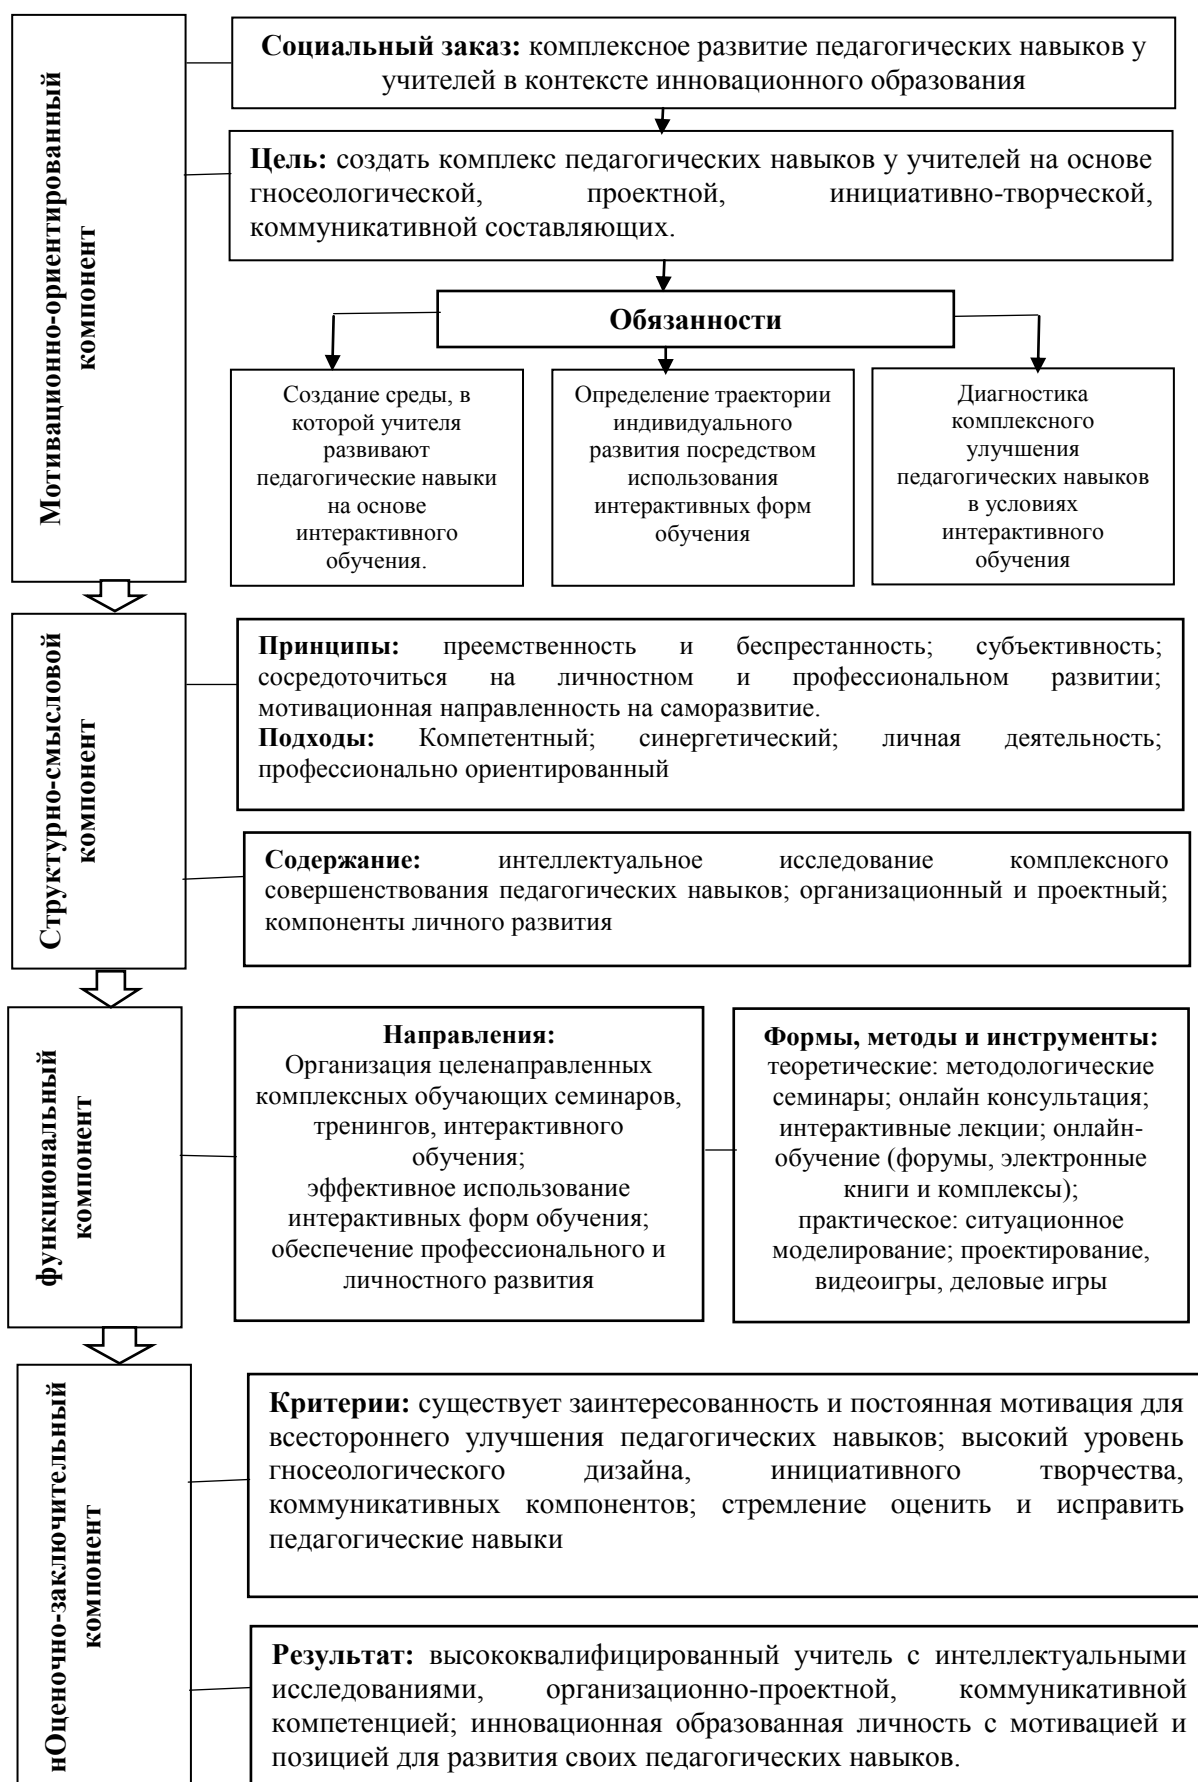 Мотивационно-ориентированный
компонент
Социальный заказ: комплексное развитие педагогических навыков у
учителей в контексте инновационного образования
Цель: создать комплекс педагогических навыков у учителей на основе
гносеологической, проектной, инициативно-творческой,
коммуникативной составляющих.
Обязанности
Создание среды, в
которой учителя
развивают
педагогические навыки
на основе
интерактивного
обучения.
Определение траектории
индивидуального
развития посредством
использования
интерактивных форм
обучения
Диагностика
комплексного
улучшения
педагогических навыков
в условиях
интерактивного
обучения
Структурно-смысловой
компонент
Принципы: преемственность и беспрестанность; субъективность;
сосредоточиться на личностном и профессиональном развитии;
мотивационная направленность на саморазвитие.
Подходы: Компетентный; синергетический; личная деятельность;
профессионально ориентированный
Содержание: интеллектуальное исследование комплексного
совершенствования педагогических навыков; организационный и проектный;
компоненты личного развития
функциональный
компонент
Направления:
Организация целенаправленных
комплексных обучающих семинаров,
тренингов, интерактивного
обучения;
эффективное использование
интерактивных форм обучения;
обеспечение профессионального и
личностного развития
Формы, методы и инструменты:
теоретические: методологические
семинары; онлайн консультация;
интерактивные лекции; онлайн-
обучение (форумы, электронные
книги и комплексы);
практическое: ситуационное
моделирование; проектирование,
видеоигры, деловые игры
нОценочно-заключительный
компонент
Критерии: существует заинтересованность и постоянная мотивация для
всестороннего улучшения педагогических навыков; высокий уровень
гносеологического дизайна, инициативного творчества,
коммуникативных компонентов; стремление оценить и исправить
педагогические навыки
Результат: высококвалифицированный учитель с интеллектуальными
исследованиями, организационно-проектной, коммуникативной
компетенцией; инновационная образованная личность с мотивацией и
позицией для развития своих педагогических навыков.